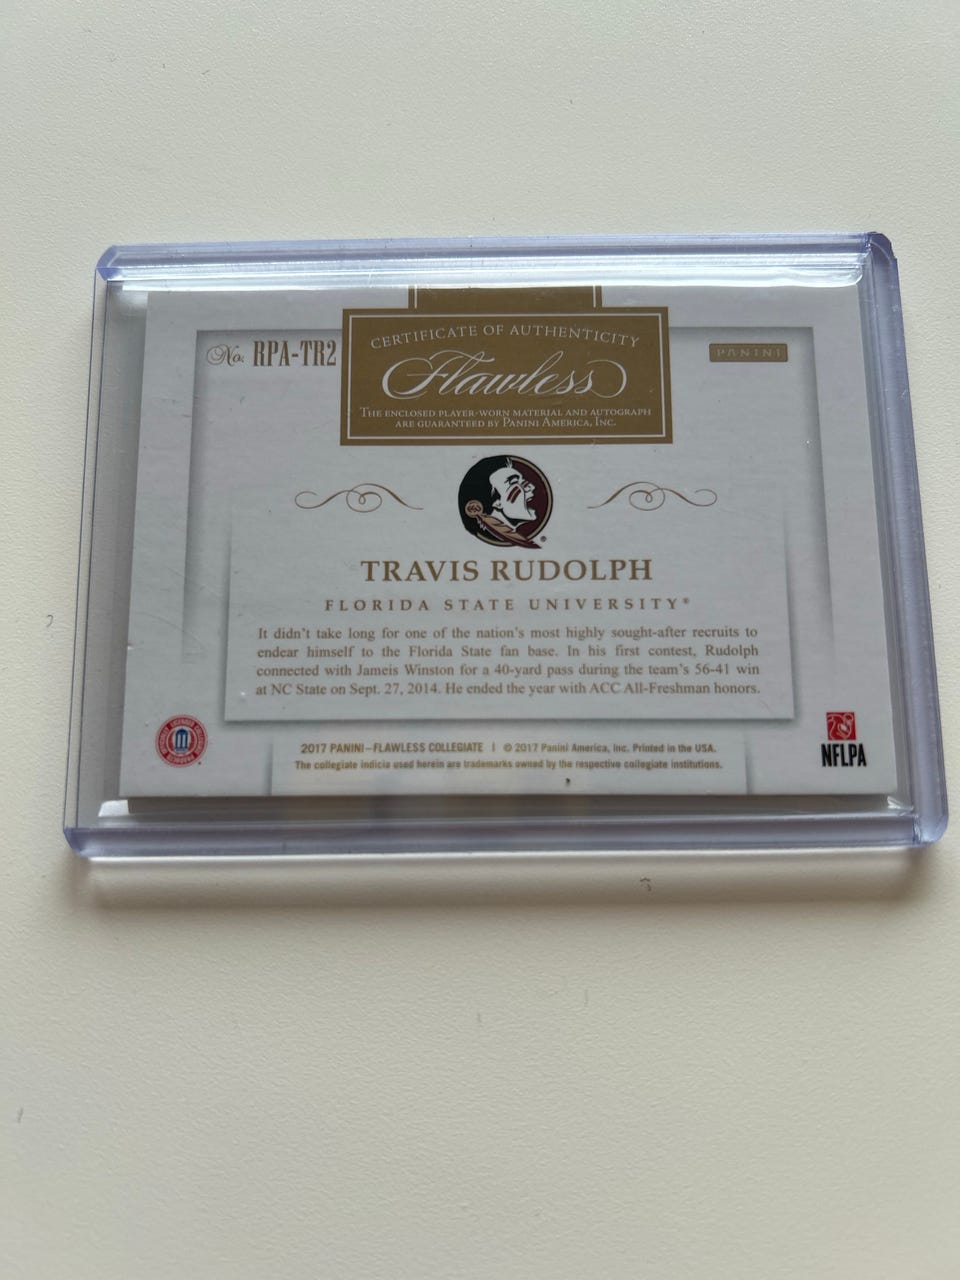 No. RPA-TR2
CERTIFICATE OF AUTHENTICITY
Flawless
THE ENCLOSED PLAYER-WORN MATERIAL AND AUTOGRAPH
ARE GUARANTEED BY PANINI AMERICA, INC.
PANINI
TRAVIS RUDOLPH
FLORIDA STATE UNIVERSITY®
It didn't take long for one of the nation's most highly sought-after recruits to
endear himself to the Florida State fan base. In his first contest, Rudolph
connected with Jameis Winston for a 40-yard pass during the team's 56-41 win
at NC State on Sept. 27, 2014. He ended the year with ACC All-Freshman honors.
2017 PANINI–FLAWLESS COLLEGIATE | © 2017 Panini America, Inc. Printed in the USA.
The collegiate indicia used herein are trademarks owned by the respective collegiate institutions.
NFLPA